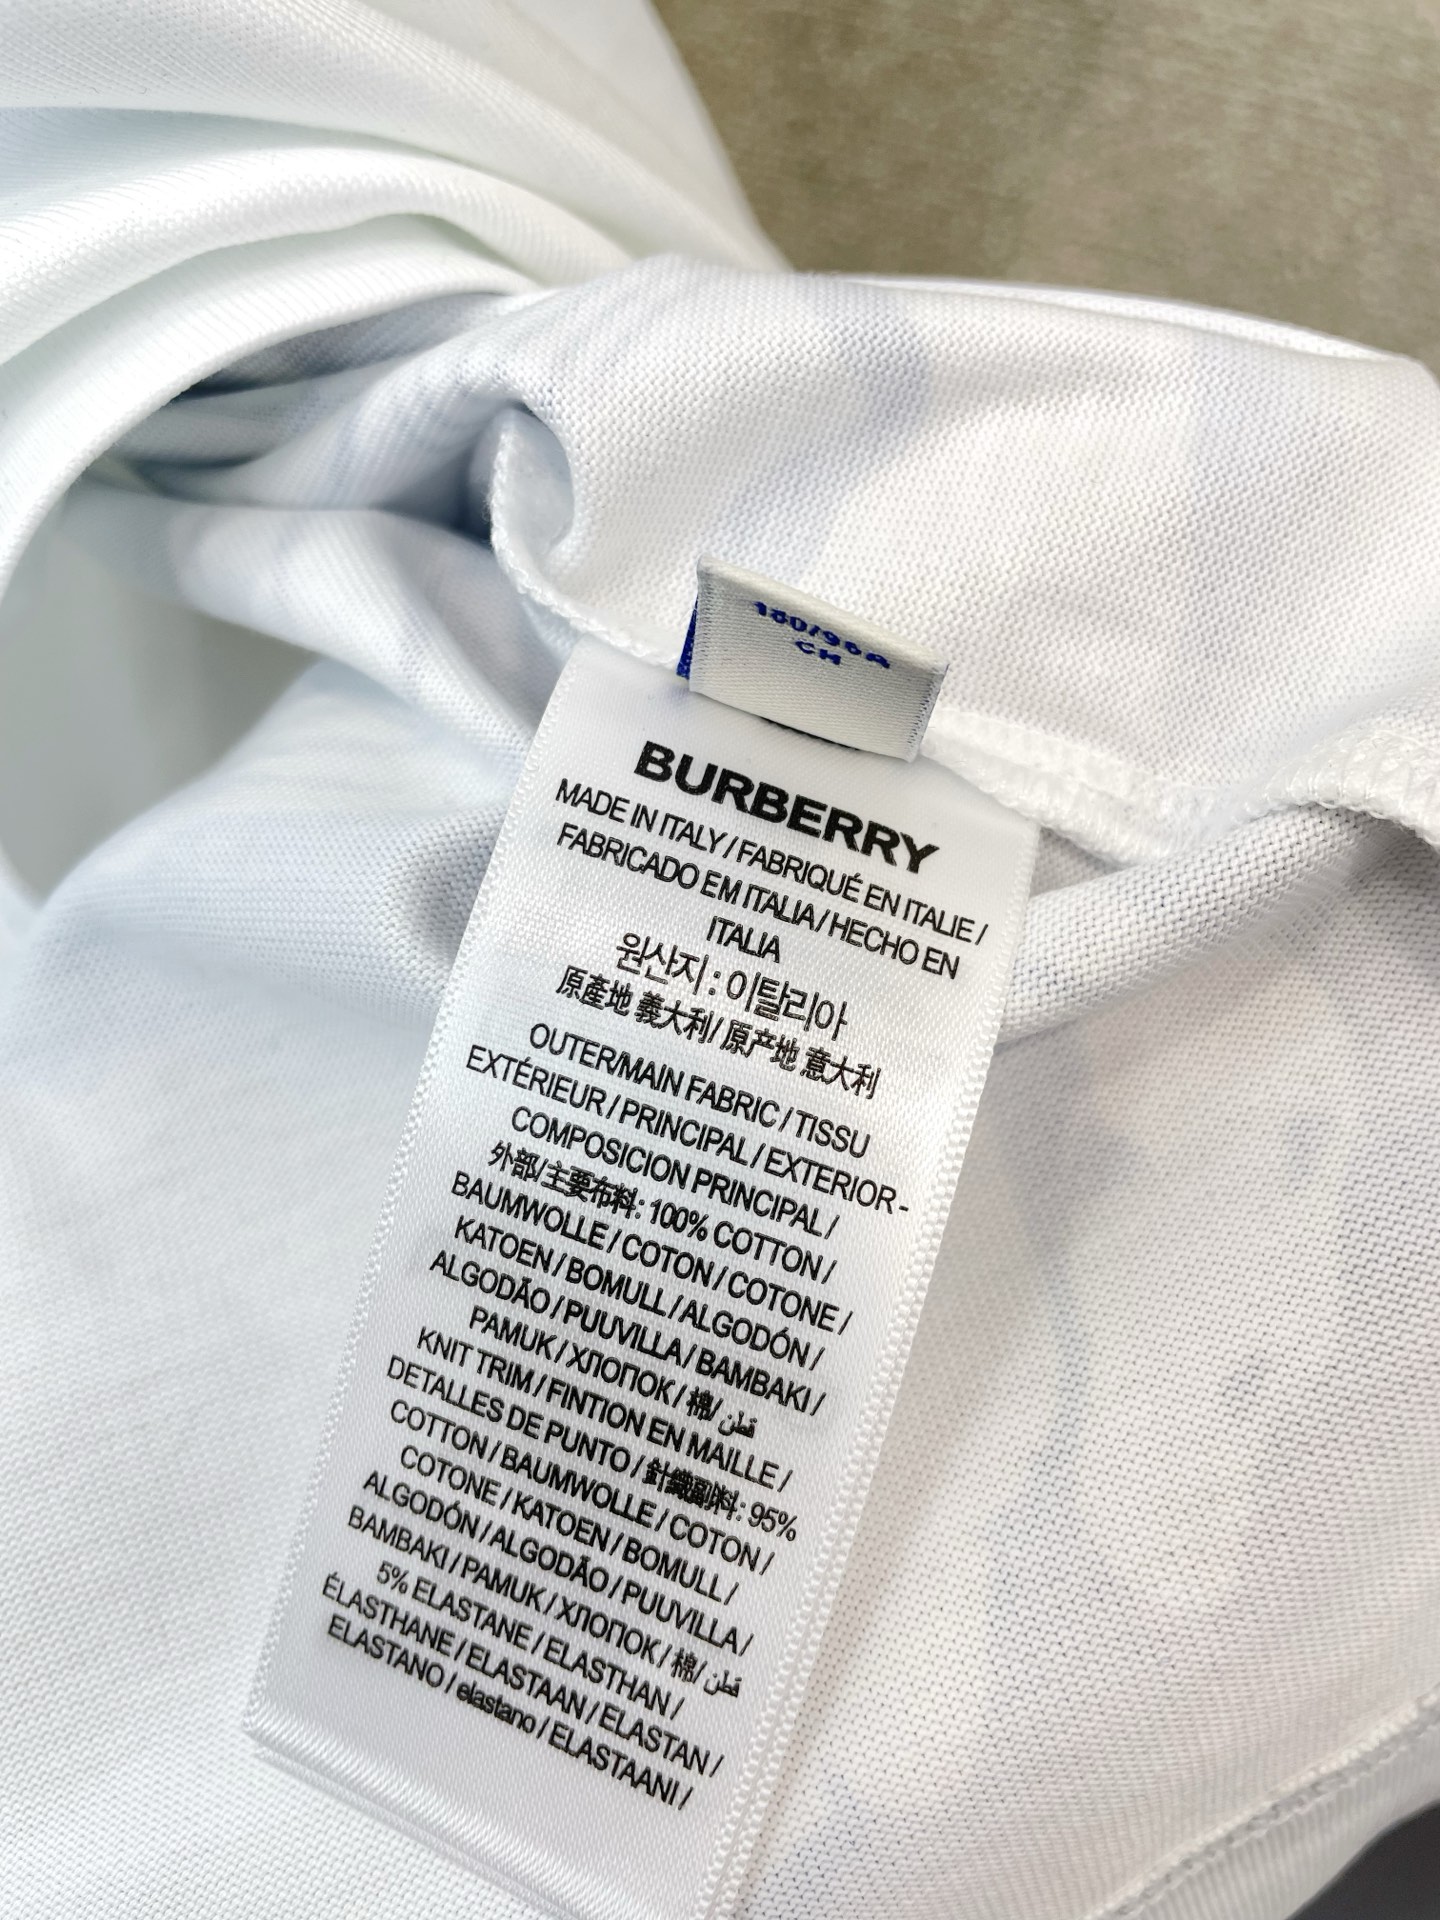 CM
BURBERRY
MADE IN ITALY / FABRIQUÉ EN ITALIE /
FABRICADO EM ITALIA / HECHO EN
ITALIA
원산지 : 이탈리아
原產地 義大利/ 原产地 意大利
OUTER/MAIN FABRIC / TISSU
EXTÉRIEUR / PRINCIPAL / EXTERIOR-
COMPOSICION PRINCIPAL /
外部/主要布料: 100% COTTON /
BAUMWOLLE / COTON / COTONE /
KATOEN / BOMULL / ALGODÓN /
ALGODÃO / PUUVILLA / BAMBAKI /
PAMUK / ХЛОПОК / 棉/ قطن
KNIT TRIM / FINTION EN MAILLE /
DETALLES DE PUNTO / 針織副料: 95%
COTTON / BAUMWOLLE / COTON /
COTONE / KATOEN / BOMULL /
ALGODÓN / ALGODÃO / PUUVILLA /
BAMBAKI / PAMUK / ХЛОПОК / 棉/ قطن
5% ELASTANE / ELASTHAN /
ÉLASTHANE / ELASTAAN / ELASTAN /
ELASTANO / elastano / ELASTAANI /